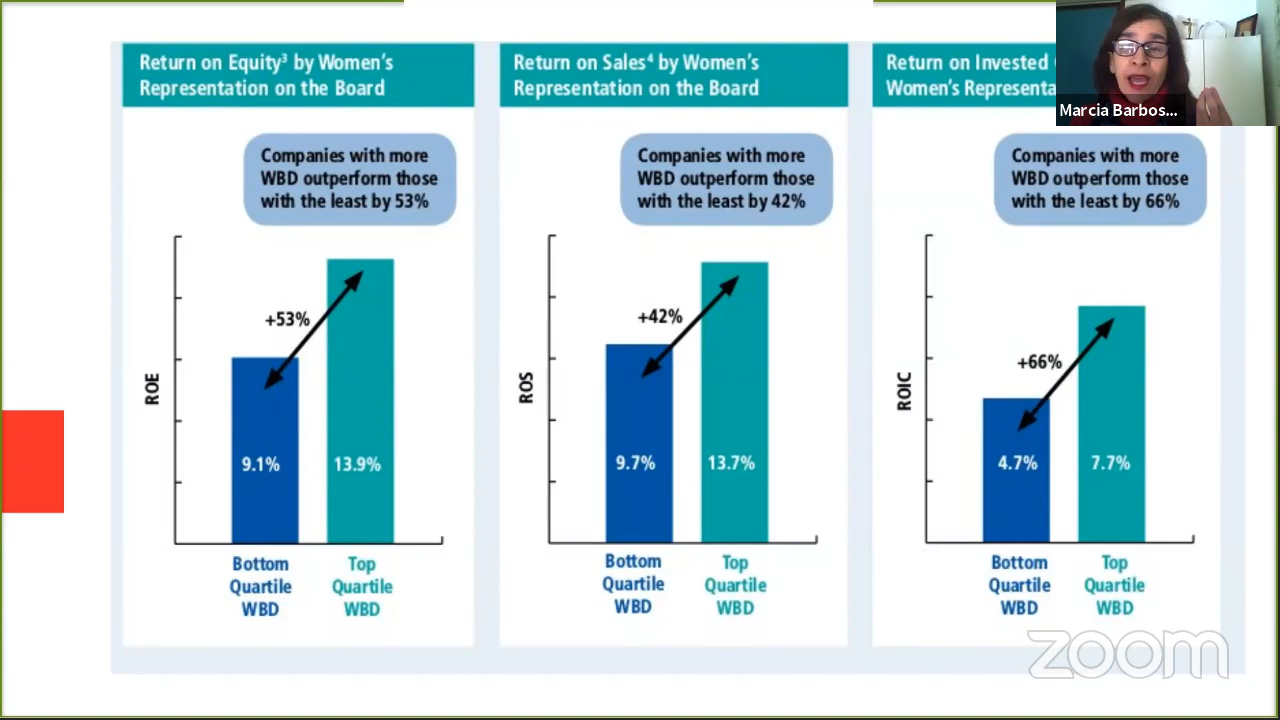 Return on Equity³ by Women's
Representation on the Board
Companies with more
WBD outperform those
with the least by 53%
+53%
ROE
9.1%
13.9%
Bottom
Quartile
WBD
Top
Quartile
WBD
Return on Sales⁴ by Women's
Representation on the Board
Companies with more
WBD outperform those
with the least by 42%
+42%
ROS
9.7%
13.7%
Bottom
Quartile
WBD
Top
Quartile
WBD
Return on Invested
Women's Representa
Companies with more
WBD outperform those
with the least by 66%
+66%
ROIC
4.7%
7.7%
Bottom
Quartile
WBD
Top
Quartile
WBD
Marcia Barbos...
zoom